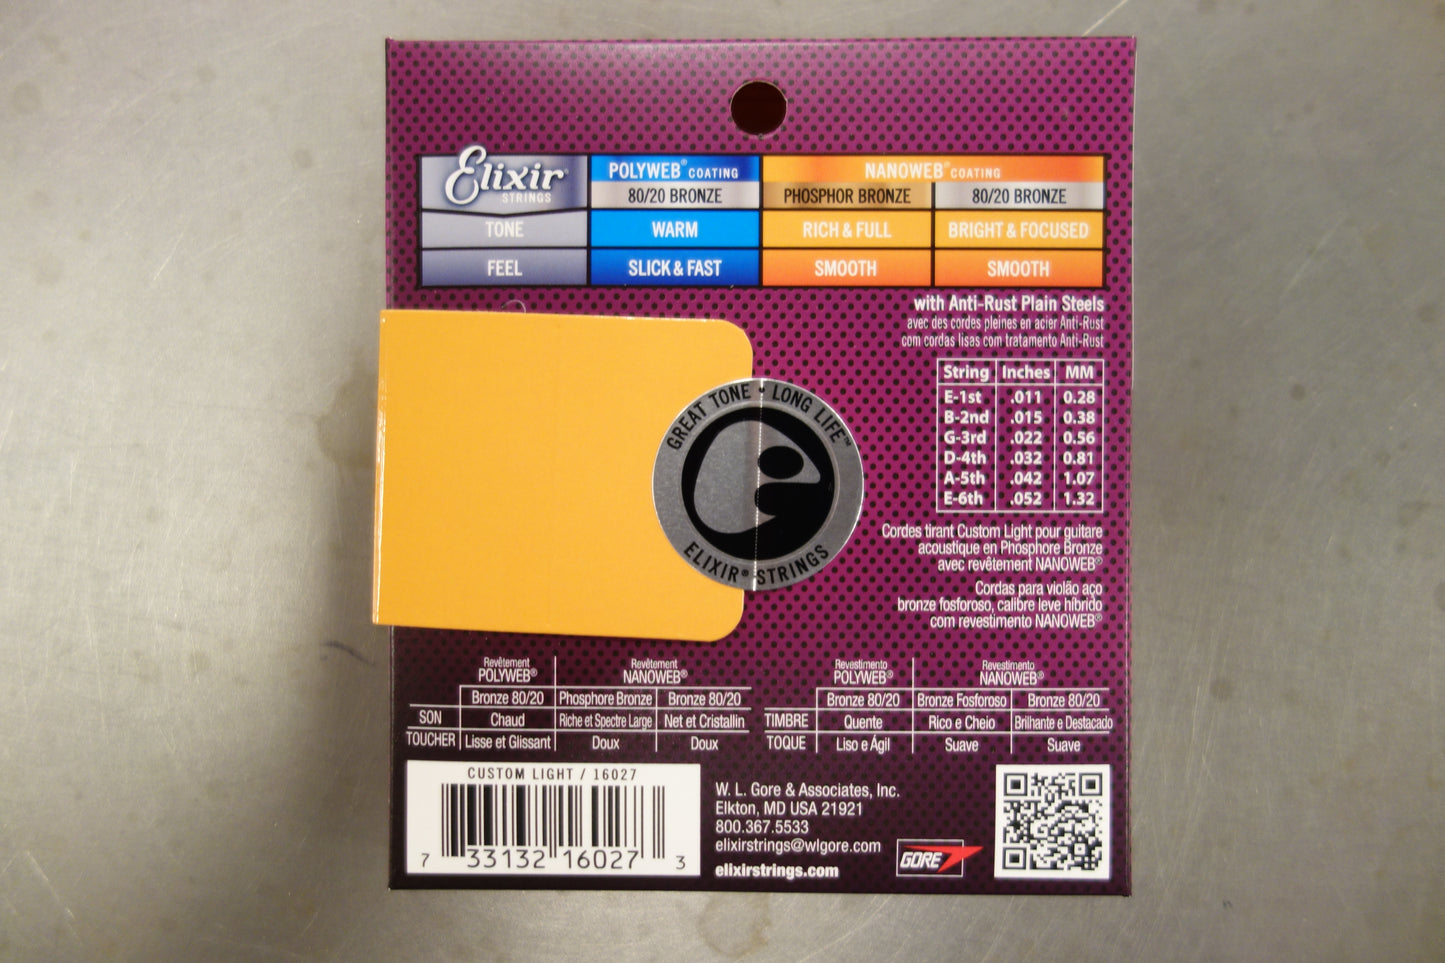 Elixir®
STRINGS
POLYWEB® COATING
NANOWEB® COATING
80/20 BRONZE
PHOSPHOR BRONZE
80/20 BRONZE
TONE
WARM
RICH & FULL
BRIGHT & FOCUSED
FEEL
SLICK & FAST
SMOOTH
SMOOTH
with Anti-Rust Plain Steels
avec des cordes pleines en acier Anti-Rust
com cordas lisas com tratamento Anti-Rust
String Inches MM
E-1st .011 0.28
B-2nd .015 0.38
G-3rd .022 0.56
D-4th .032 0.81
A-5th .042 1.07
E-6th .052 1.32
GREAT TONE • LONG LIFE™
ELIXIR® STRINGS
Cordes tirant Custom Light pour guitare
acoustique en Phosphore Bronze
avec revêtement NANOWEB®
Cordas para violão aço
bronze fosforoso, calibre leve híbrido
com revestimento NANOWEB®
Revêtement
POLYWEB®
Revêtement
NANOWEB®
Bronze 80/20 Phosphore Bronze Bronze 80/20
SON Chaud Riche et Spectre Large Net et Cristallin
TOUCHER Lisse et Glissant Doux Doux
Revestimento
POLYWEB®
Revestimento
NANOWEB®
Bronze 80/20 Bronze Fosforoso Bronze 80/20
TIMBRE Quente Rico e Cheio Brilhante e Destacado
TOQUE Liso e Ágil Suave Suave
CUSTOM LIGHT / 16027
7 33132 16027 3
W. L. Gore & Associates, Inc.
Elkton, MD USA 21921
800.367.5533
elixirstrings@wlgore.com
elixirstrings.com
GORE